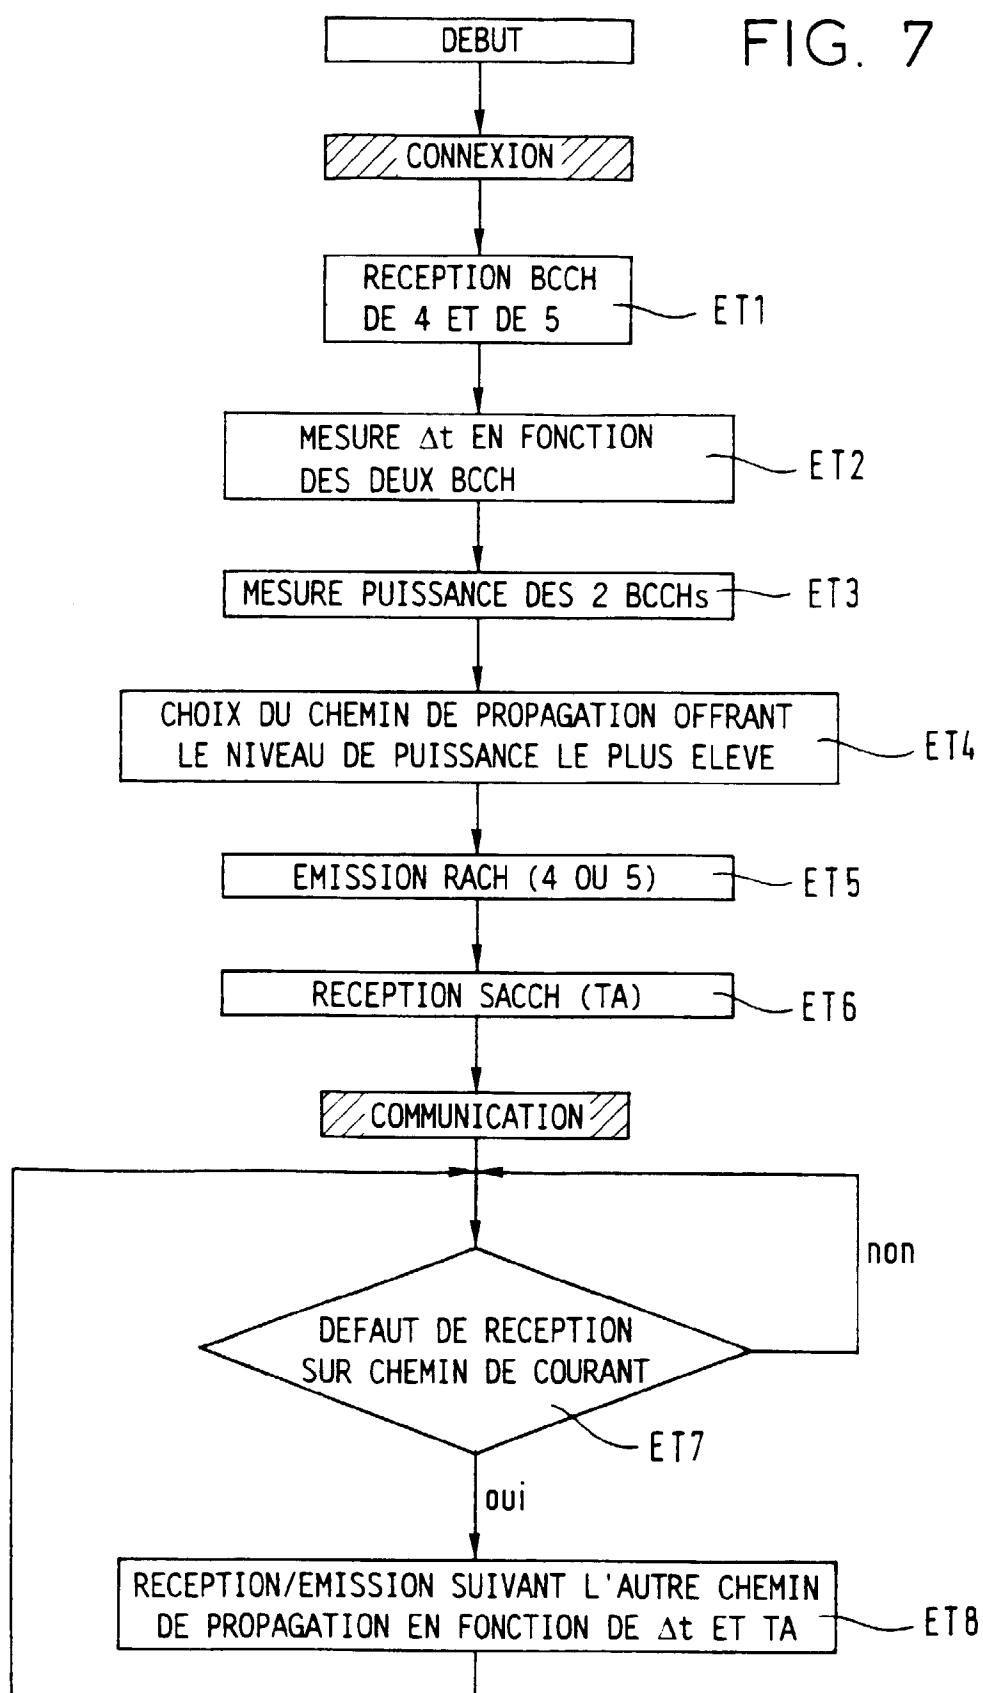 FIG. 7
DEBUT
CONNEXION
RECEPTION BCCH
DE 4 ET DE 5
ET1
MESURE Δt EN FONCTION
DES DEUX BCCH
ET2
MESURE PUISSANCE DES 2 BCCHs
ET3
CHOIX DU CHEMIN DE PROPAGATION OFFRANT
LE NIVEAU DE PUISSANCE LE PLUS ELEVE
ET4
EMISSION RACH (4 OU 5)
ET5
RECEPTION SACCH (TA)
ET6
COMMUNICATION
non
DEFAUT DE RECEPTION
SUR CHEMIN DE COURANT
ET7
oui
RECEPTION/EMISSION SUIVANT L'AUTRE CHEMIN
DE PROPAGATION EN FONCTION DE Δt ET TA
ET8